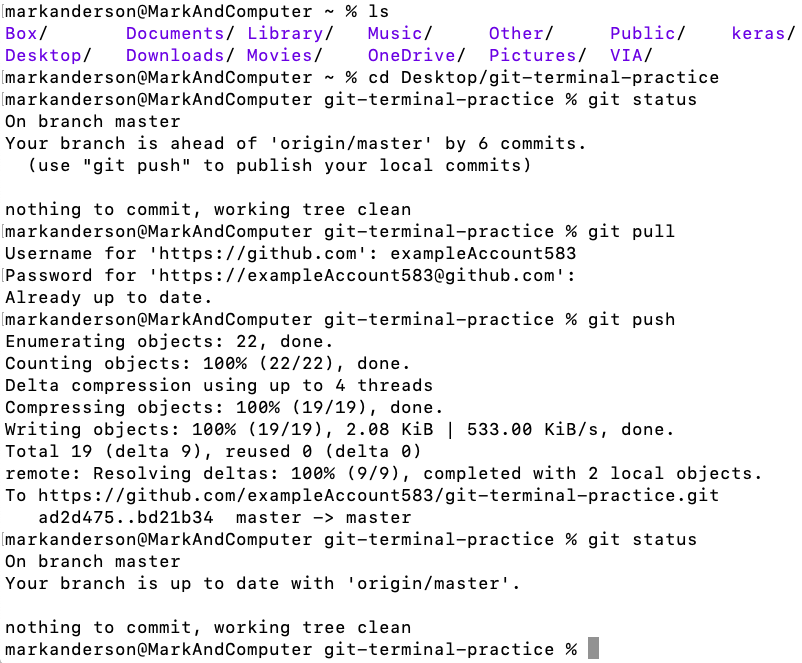 markanderson@MarkAndComputer ~ % ls
Box/ Documents/ Library/ Music/ Other/ Public/ keras/
Desktop/ Downloads/ Movies/ OneDrive/ Pictures/ VIA/
markanderson@MarkAndComputer ~ % cd Desktop/git-terminal-practice
markanderson@MarkAndComputer git-terminal-practice % git status
On branch master
Your branch is ahead of 'origin/master' by 6 commits.
(use "git push" to publish your local commits)
nothing to commit, working tree clean
markanderson@MarkAndComputer git-terminal-practice % git pull
Username for 'https://github.com': exampleAccount583
Password for 'https://exampleAccount583@github.com':
Already up to date.
markanderson@MarkAndComputer git-terminal-practice % git push
Enumerating objects: 22, done.
Counting objects: 100% (22/22), done.
Delta compression using up to 4 threads
Compressing objects: 100% (19/19), done.
Writing objects: 100% (19/19), 2.08 KiB | 533.00 KiB/s, done.
Total 19 (delta 9), reused 0 (delta 0)
remote: Resolving deltas: 100% (9/9), completed with 2 local objects.
To https://github.com/exampleAccount583/git-terminal-practice.git
ad2d475..bd21b34 master -> master
markanderson@MarkAndComputer git-terminal-practice % git status
On branch master
Your branch is up to date with 'origin/master'.
nothing to commit, working tree clean
markanderson@MarkAndComputer git-terminal-practice %